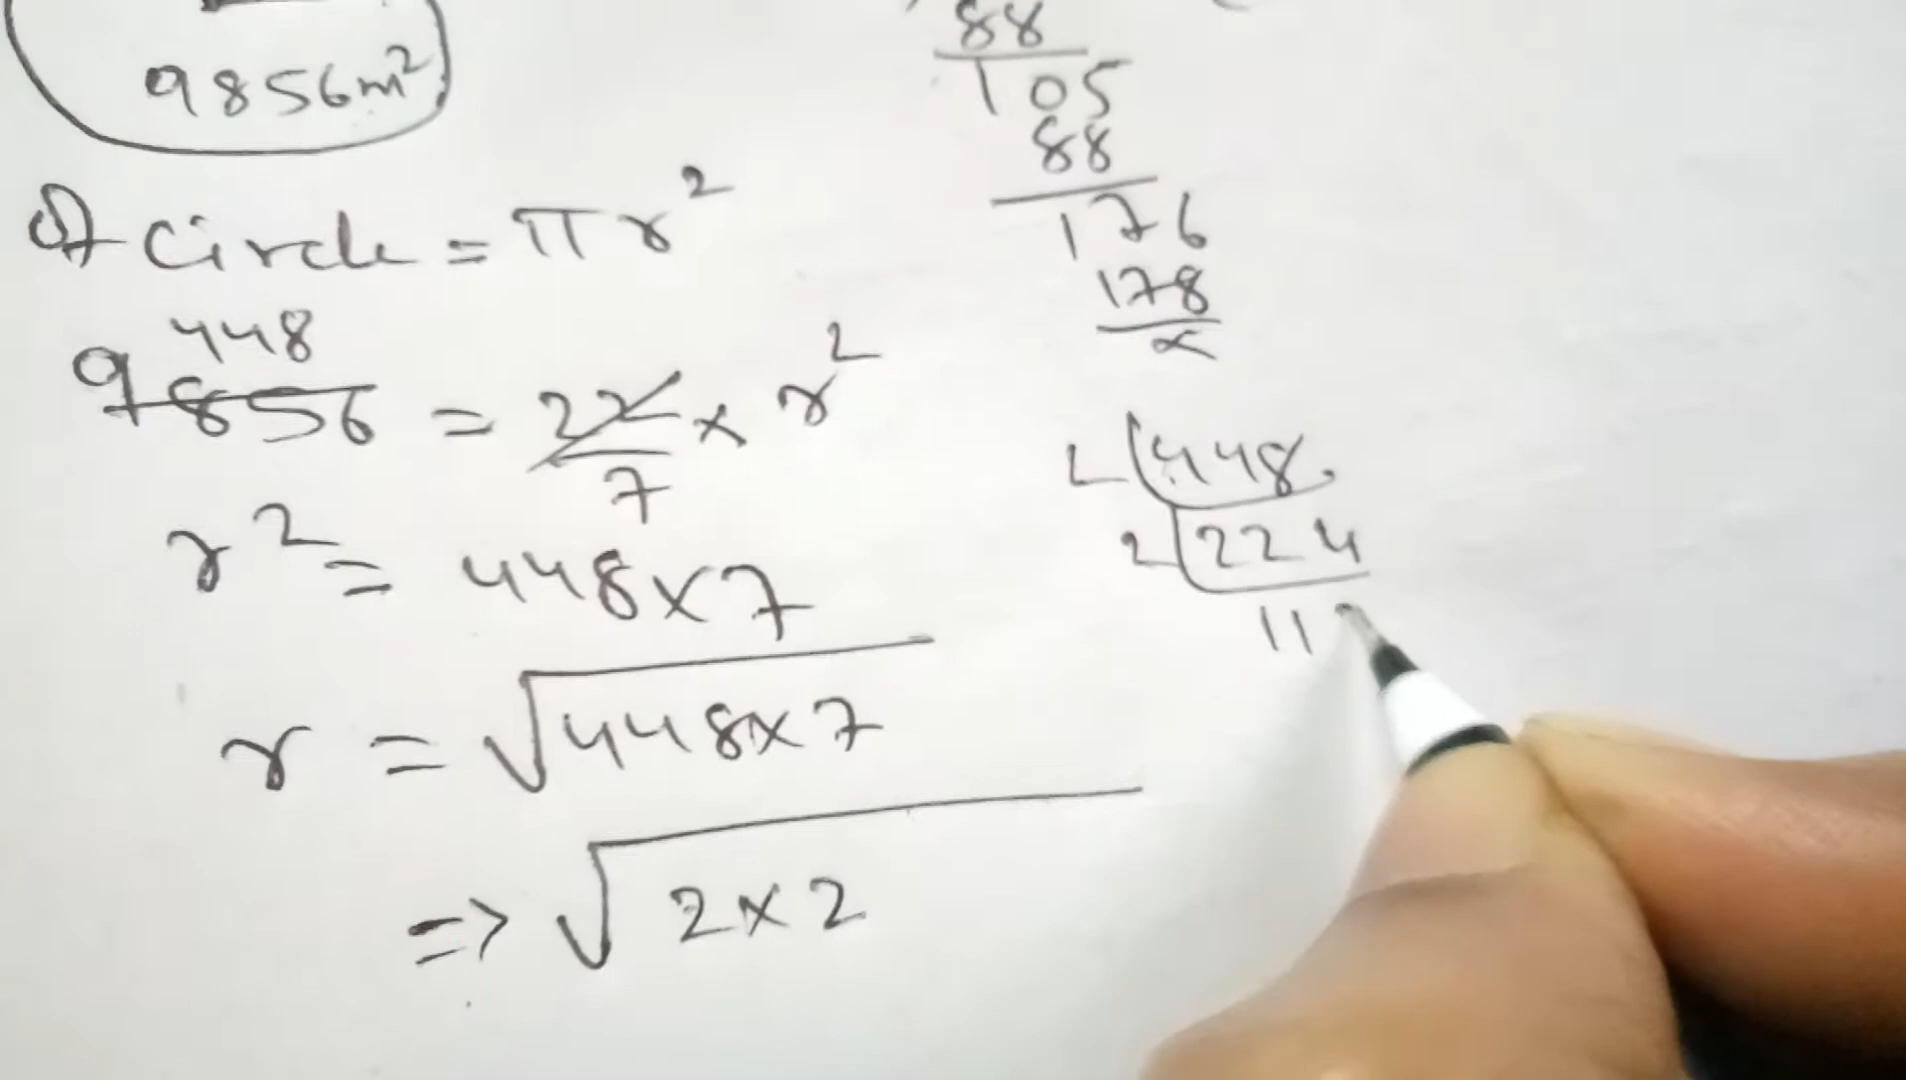 9856m²
Of Circle = πr²
448
9856 = 22/7 × r²
r² = 448×7
r = √448×7
=> √2×2
88
105
88
176
178
×
2 448
2 224
11